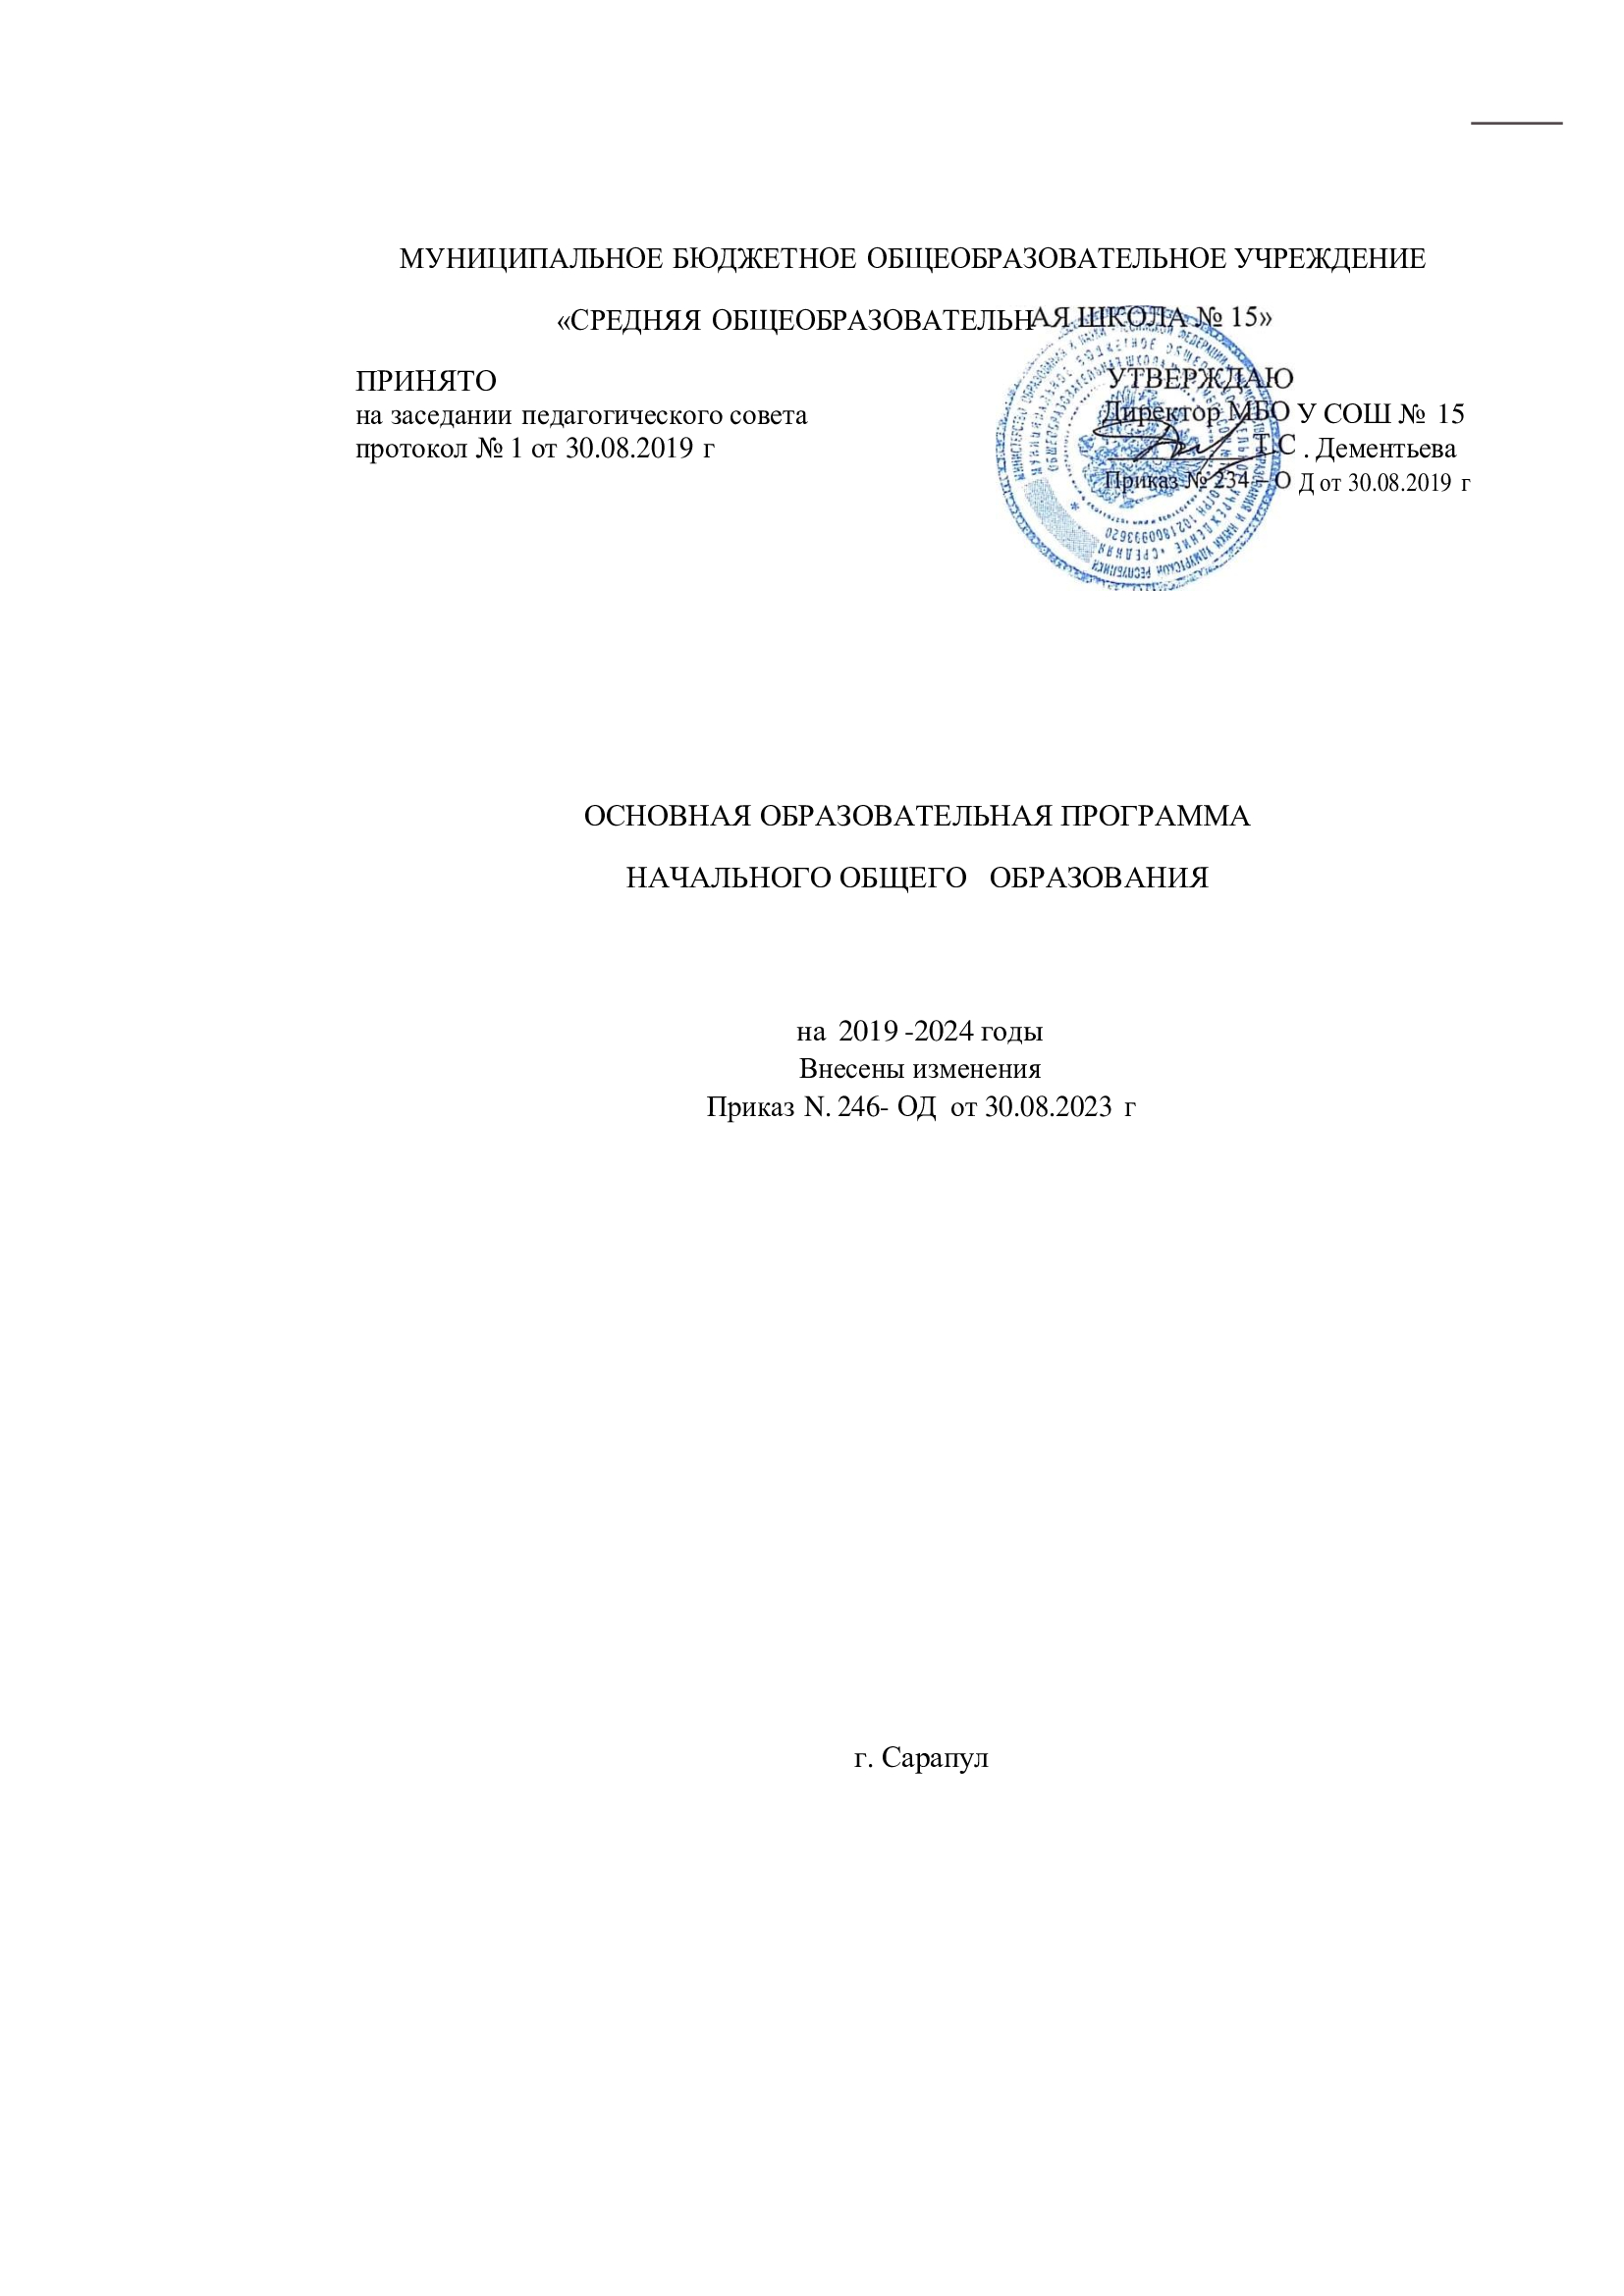 МУНИЦИПАЛЬНОЕ БЮДЖЕТНОЕ ОБЩЕОБРАЗОВАТЕЛЬНОЕ УЧРЕЖДЕНИЕ
«СРЕДНЯЯ ОБЩЕОБРАЗОВАТЕЛЬНАЯ ШКОЛА № 15»
ПРИНЯТО
на заседании педагогического совета
протокол № 1 от 30.08.2019 г
УТВЕРЖДАЮ
Директор МБО У СОШ № 15
Т.С . Дементьева
Приказ № 234 – О Д от 30.08.2019 г
ОГРН 1021800993620
ОСНОВНАЯ ОБРАЗОВАТЕЛЬНАЯ ПРОГРАММА
НАЧАЛЬНОГО ОБЩЕГО ОБРАЗОВАНИЯ
на 2019 -2024 годы
Внесены изменения
Приказ N. 246- ОД от 30.08.2023 г
г. Сарапул